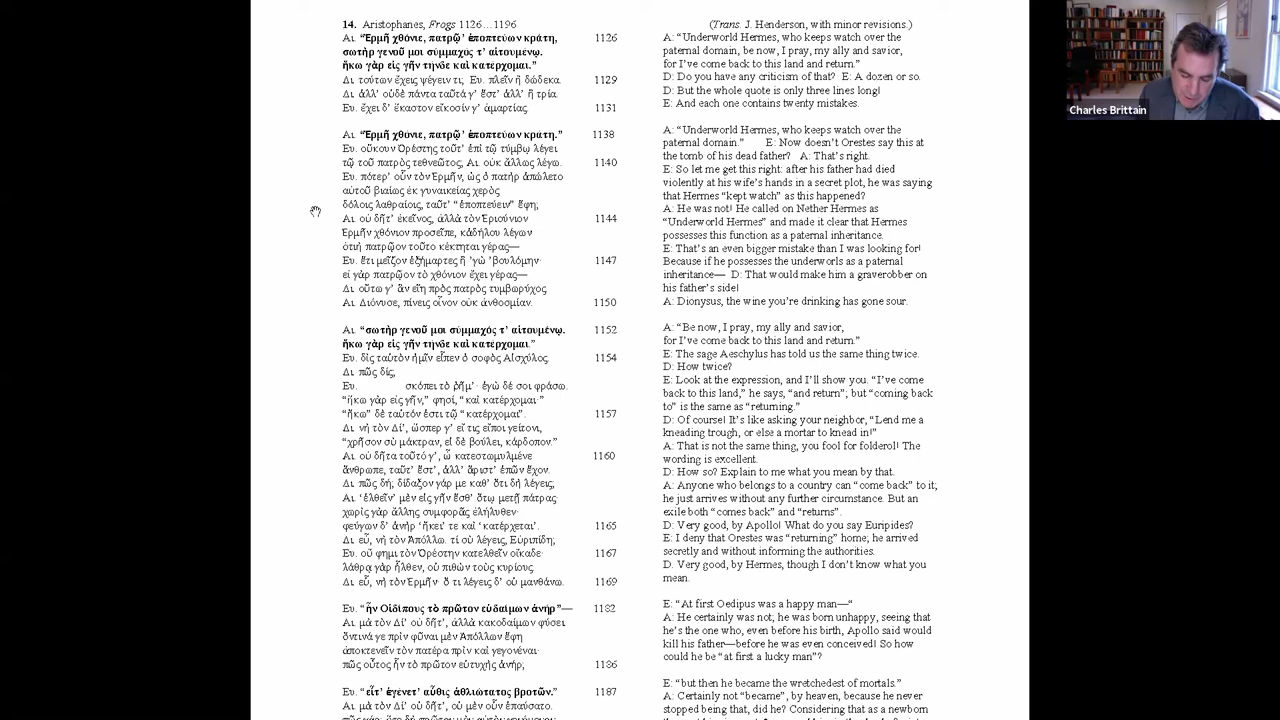 14. Aristophanes, Frogs 1126…1196
Αι. “Ἑρμῆ χθόνιε, πατρῷ’ ἐποπτεύων κράτη, 1126
σωτὴρ γενοῦ μοι σύμμαχός τ’ αἰτουμένῳ.
ἥκω γὰρ εἰς γῆν τήνδε καὶ κατέρχομαι.”
Δι. τούτων ἔχεις ψέγειν τι; Ευ. πλεῖν ἢ δώδεκα. 1129
Δι. ἀλλ’ οὐδὲ πάντα ταῦτά γ’ ἔστ’ ἀλλ’ ἢ τρία.
Ευ. ἔχει δ’ ἕκαστον εἴκοσίν γ’ ἁμαρτίας. 1131
Αι. “Ἑρμῆ χθόνιε, πατρῷ’ ἐποπτεύων κράτη.” 1138
Ευ. οὔκουν Ὀρέστης τοῦτ’ ἐπὶ τῷ τύμβῳ λέγει
τῷ τοῦ πατρὸς τεθνεῶτος; Αι. οὐκ ἄλλως λέγω. 1140
Ευ. πότερ’ οὖν τὸν Ἑρμῆν, ὡς ὁ πατὴρ ἀπώλετο
αὐτοῦ βιαίως ἐκ γυναικείας χερὸς
δόλοις λαθραίοις, ταῦτ’ “ἐποπτεύειν” ἔφη;
Αι. οὐ δῆτ’ ἐκεῖνος, ἀλλὰ τὸν Ἐριούνιον 1144
Ἑρμῆν χθόνιον προσεῖπε, κἀδήλου λέγων
ὁτιὴ πατρῷον τοῦτο κέκτηται γέρας—
Ευ. ἔτι μεῖζον ἐξήμαρτες ἢ ’γὼ ’βουλόμην· 1147
εἰ γὰρ πατρῷον τὸ χθόνιον ἔχει γέρας—
Δι. οὕτω γ’ ἂν εἴη πρὸς πατρὸς τυμβωρύχος.
Αι. Διόνυσε, πίνεις οἶνον οὐκ ἀνθοσμίαν. 1150
Αι. “σωτὴρ γενοῦ μοι σύμμαχός τ’ αἰτουμένῳ. 1152
ἥκω γὰρ εἰς γῆν τήνδε καὶ κατέρχομαι.”
Ευ. δὶς ταὐτὸν ἡμῖν εἶπεν ὁ σοφὸς Αἰσχύλος. 1154
Δι. πῶς δίς;
Ευ. σκόπει τὸ ῥῆμ’· ἐγὼ δέ σοι φράσω.
“ἥκω γὰρ εἰς γῆν,” φησί, “καὶ κατέρχομαι·”
“ἥκω” δὲ ταὐτόν ἐστι τῷ “κατέρχομαι”. 1157
Δι. νὴ τὸν Δί’, ὥσπερ γ’ εἴ τις εἴποι γείτονι,
“χρῆσον σὺ μάκτραν, εἰ δὲ βούλει, κάρδοπον.”
Αι. οὐ δῆτα τοῦτό γ’, ὦ κατεστωμυλμένε 1160
ἄνθρωπε, ταὔτ’ ἔστ’, ἀλλ’ ἄριστ’ ἐπῶν ἔχον.
Δι. πῶς δή; δίδαξον γάρ με καθ’ ὅτι δὴ λέγεις;
Αι. ‘ἐλθεῖν’ μὲν εἰς γῆν ἔσθ’ ὅτῳ μετῇ πάτρας·
χωρὶς γὰρ ἄλλης συμφορᾶς ἐλήλυθεν·
φεύγων δ’ ἀνὴρ ‘ἥκει’ τε καὶ ‘κατέρχεται’. 1165
Δι. εὖ, νὴ τὸν Ἀπόλλω. τί σὺ λέγεις, Εὐριπίδη;
Ευ. οὔ φημι τὸν Ὀρέστην κατελθεῖν οἴκαδε· 1167
λάθρᾳ γὰρ ἦλθεν, οὐ πιθὼν τοὺς κυρίους.
Δι. εὖ, νὴ τὸν Ἑρμῆν· ὅ τι λέγεις δ’ οὐ μανθάνω. 1169
Ευ. “ἦν Οἰδίπους τὸ πρῶτον εὐδαίμων ἀνήρ”— 1182
Αι. μὰ τὸν Δί’ οὐ δῆτ’, ἀλλὰ κακοδαίμων φύσει.
ὅντινά γε πρὶν φῦναι μὲν Ἀπόλλων ἔφη
ἀποκτενεῖν τὸν πατέρα πρὶν καὶ γεγονέναι·
πῶς οὗτος ἦν τὸ πρῶτον εὐτυχὴς ἀνήρ; 1186
Ευ. “εἶτ’ ἐγένετ’ αὖθις ἀθλιώτατος βροτῶν.” 1187
Αι. μὰ τὸν Δί’ οὐ δῆτ’, οὐ μὲν οὖν ἐπαύσατο.
(Trans. J. Henderson, with minor revisions.)
A: “Underworld Hermes, who keeps watch over the
paternal domain, be now, I pray, my ally and savior,
for I’ve come back to this land and return.”
D: Do you have any criticism of that? E: A dozen or so.
D: But the whole quote is only three lines long!
E: And each one contains twenty mistakes.
A: “Underworld Hermes, who keeps watch over the
paternal domain.” E: Now doesn’t Orestes say this at
the tomb of his dead father? A: That’s right.
E: So let me get this right: after his father had died
violently at his wife’s hands in a secret plot, he was saying
that Hermes “kept watch” as this happened?
A: He was not! He called on Nether Hermes as
“Underworld Hermes” and made it clear that Hermes
possesses this function as a paternal inheritance.
E: That’s an even bigger mistake than I was looking for!
Because if he possesses the underworls as a paternal
inheritance— D: That would make him a graverobber on
his father’s side!
A: Dionysus, the wine you’re drinking has gone sour.
A: “Be now, I pray, my ally and savior,
for I’ve come back to this land and return.”
E: The sage Aeschylus has told us the same thing twice.
D: How twice?
E: Look at the expression, and I’ll show you. “I’ve come
back to this land,” he says, “and return”; but “coming back
to” is the same as “returning.”
D: Of course! It’s like asking your neighbor, “Lend me a
kneading trough, or else a mortar to knead in!”
A: That is not the same thing, you fool for folderol! The
wording is excellent.
D: How so? Explain to me what you mean by that.
A: Anyone who belongs to a country can “come back” to it;
he just arrives without any further circumstance. But an
exile both “comes back” and “returns”.
D: Very good, by Apollo! What do you say Euripides?
E: I deny that Orestes was “returning” home; he arrived
secretly and without informing the authorities.
D. Very good, by Hermes, though I don’t know what you
mean.
E: “At first Oedipus was a happy man—“
A: He certainly was not; he was born unhappy, seeing that
he’s the one who, even before his birth, Apollo said would
kill his father—before he was even conceived! So how
could he be “at first a lucky man”?
E: “but then he became the wretchedest of mortals.”
A: Certainly not “became”, by heaven, because he never
stopped being that, did he? Considering that as a newborn
Charles Brittain